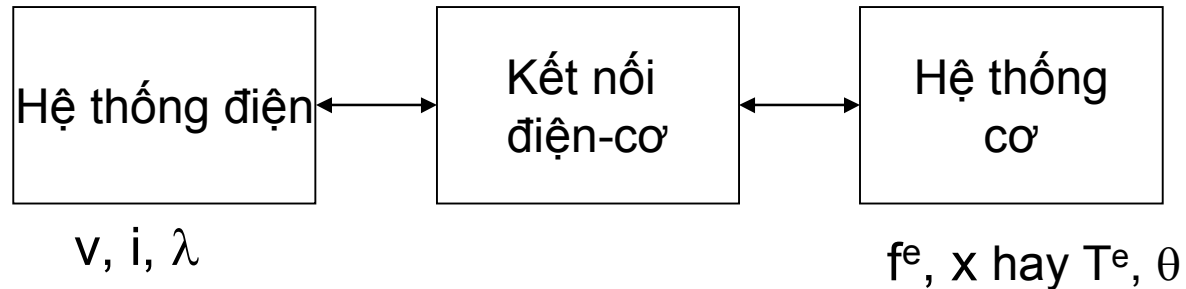 Hệ thống điện
Kết nối
điện-cơ
Hệ thống
cơ
v, i, λ
fᵉ, x hay Tᵉ, θ